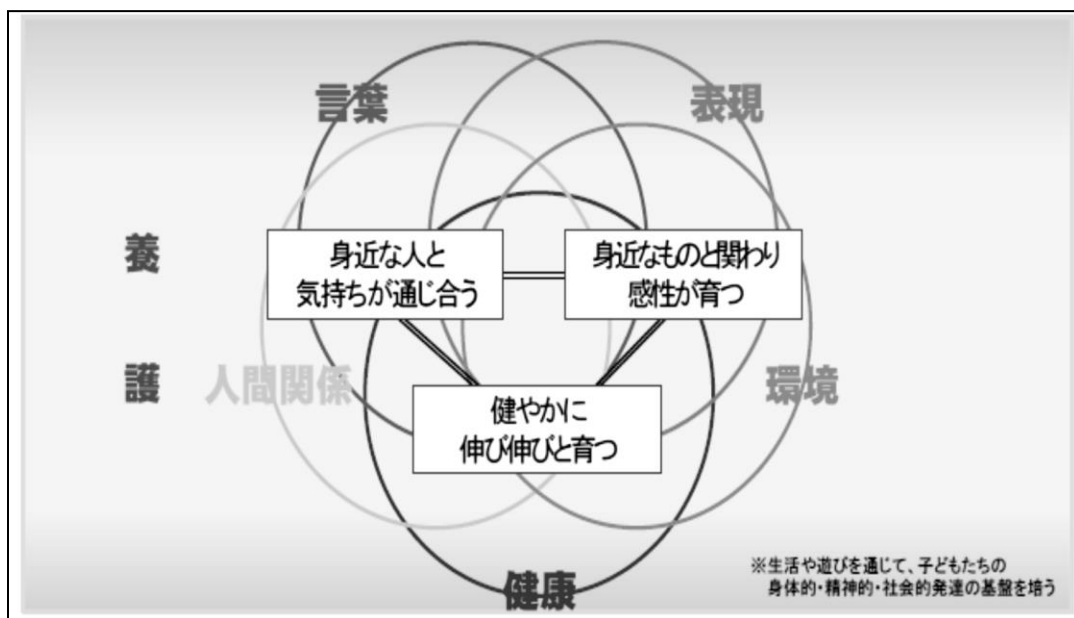 言葉
表現
養
護
身近な人と
気持ちが通じ合う
身近なものと関わり
感性が育つ
人間関係
環境
健やかに
伸び伸びと育つ
健康
※生活や遊びを通じて、子どもたちの
身体的・精神的・社会的発達の基盤を培う